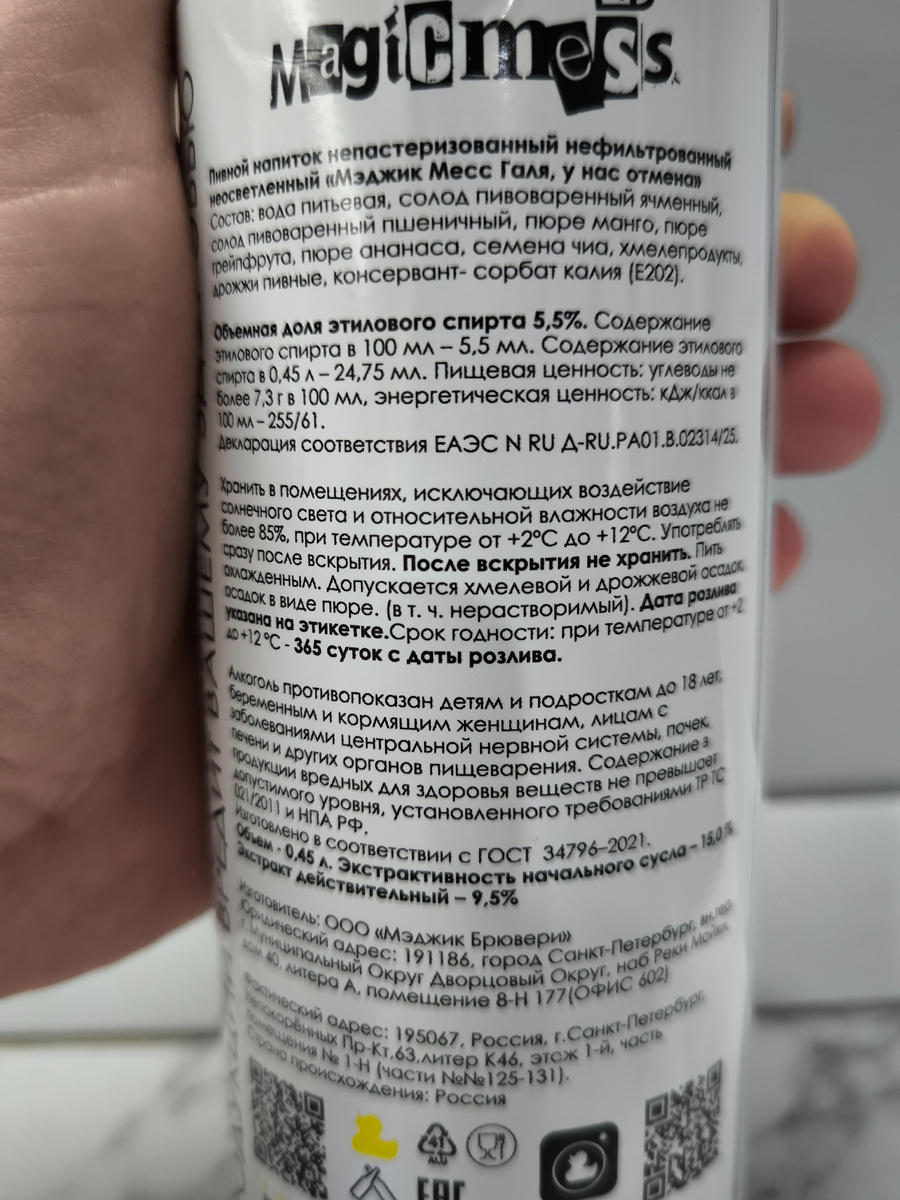 Magic mess
Пивной напиток непастеризованный нефильтрованный
неосветленный «Мэджик Месс Галя, у нас отмена»
Состав: вода питьевая, солод пивоваренный ячменный,
солод пивоваренный пшеничный, пюре манго, пюре
грейпфрута, пюре ананаса, семена чиа, хмелепродукты,
дрожжи пивные, консервант- сорбат калия (Е202).
Объемная доля этилового спирта 5,5%. Содержание
этилового спирта в 100 мл – 5,5 мл. Содержание этилового
спирта в 0,45 л – 24,75 мл. Пищевая ценность: углеводы не
более 7,3 г в 100 мл, энергетическая ценность: кДж/ккал в
100 мл – 255/61.
Декларация соответствия ЕАЭС N RU Д-RU.РА01.В.02314/25.
Хранить в помещениях, исключающих воздействие
солнечного света и относительной влажности воздуха не
более 85%, при температуре от +2°С до +12°С. Употреблять
сразу после вскрытия. После вскрытия не хранить. Пить
охлажденным. Допускается хмелевой и дрожжевой осадок,
осадок в виде пюре. (в т. ч. нерастворимый). Дата розлива
указана на этикетке.Срок годности: при температуре от +2
до +12 °С - 365 суток с даты розлива.
Алкоголь противопоказан детям и подросткам до 18 лет,
беременным и кормящим женщинам, лицам с
заболеваниями центральной нервной системы, почек,
печени и других органов пищеварения. Содержание в
продукции вредных для здоровья веществ не превышает
допустимого уровня, установленного требованиями ТР ТС
021/2011 и НПА РФ.
Изготовлено в соответствии с ГОСТ 34796–2021.
Объем - 0,45 л. Экстрактивность начального сусла – 15,0%
Экстракт действительный – 9,5%
Изготовитель: ООО «Мэджик Брювери»
Юридический адрес: 191186, город Санкт-Петербург, вн.тер.
г. Муниципальный Округ Дворцовый Округ, наб Реки Мойки,
дом 40, литера А, помещение 8-Н 177(ОФИС 602)
Фактический адрес: 195067, Россия, г.Санкт-Петербург,
Непокорённых Пр-Кт,63,литер К46, этаж 1-й, часть
помещения № 1-Н (части №№125-131).
Страна происхождения: Россия
41
ALU
EAC